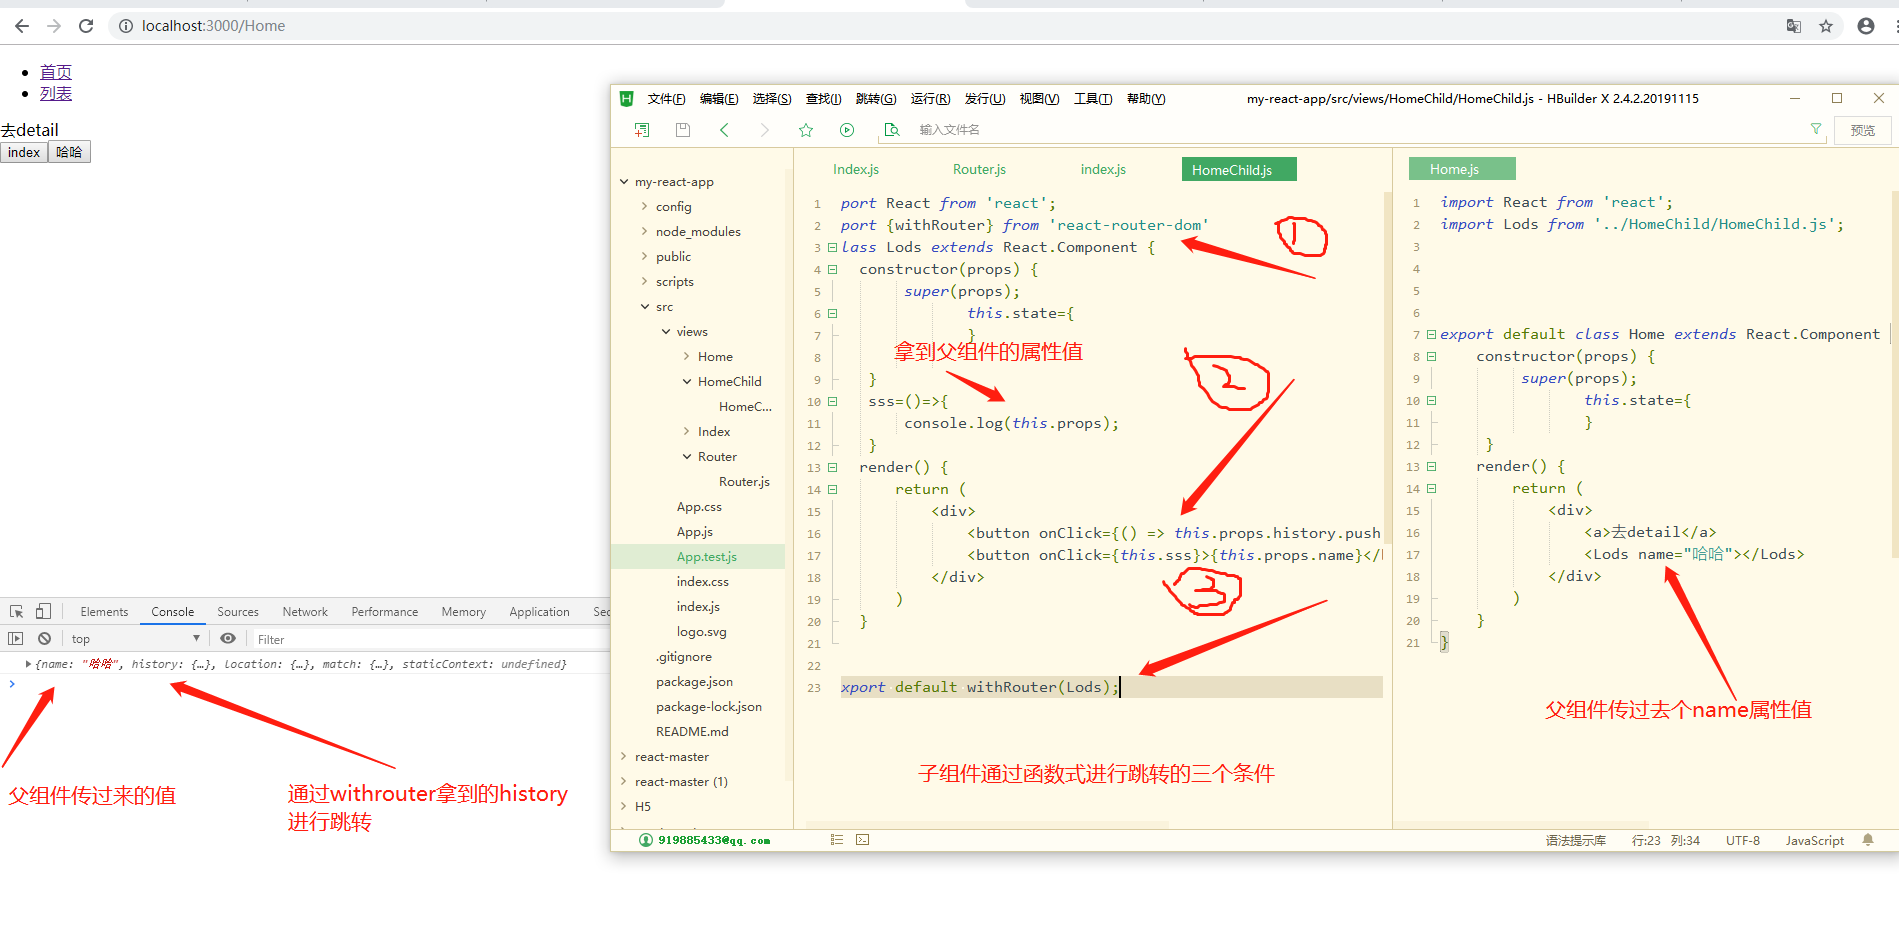 localhost:3000/Home
首页
列表
去detail
index 哈哈
文件(F) 编辑(E) 选择(S) 查找(I) 跳转(G) 运行(R) 发行(U) 视图(V) 工具(T) 帮助(Y) my-react-app/src/views/HomeChild/HomeChild.js - HBuilder X 2.4.2.20191115
输入文件名 预览
my-react-app
config
node_modules
public
scripts
src
views
Home
HomeChild
HomeC...
Index
Router
Router.js
App.css
App.js
App.test.js
index.css
index.js
logo.svg
.gitignore
package.json
package-lock.json
README.md
react-master
react-master (1)
H5
Index.js Router.js index.js HomeChild.js
1 port React from 'react';
2 port {withRouter} from 'react-router-dom'
3 lass Lods extends React.Component {
4 constructor(props) {
5 super(props);
6 this.state={
7 }
8
9 }
10 sss=()=>{
11 console.log(this.props);
12 }
13 render() {
14 return (
15 <div>
16 <button onClick={() => this.props.history.push
17 <button onClick={this.sss}>{this.props.name}</
18 </div>
19 )
20 }
21
22
23 xport default withRouter(Lods);
①
拿到父组件的属性值
②
③
子组件通过函数式进行跳转的三个条件
Home.js
1 import React from 'react';
2 import Lods from '../HomeChild/HomeChild.js';
3
4
5
6
7 export default class Home extends React.Component
8 constructor(props) {
9 super(props);
10 this.state={
11 }
12 }
13 render() {
14 return (
15 <div>
16 <a>去detail</a>
17 <Lods name="哈哈"></Lods>
18 </div>
19 )
20 }
21 }
父组件传过去个name属性值
919885433@qq.com 语法提示库 行:23 列:34 UTF-8 JavaScript
Elements Console Sources Network Performance Memory Application Sec
top Filter
{name: "哈哈", history: {…}, location: {…}, match: {…}, staticContext: undefined}
父组件传过来的值
通过withrouter拿到的history
进行跳转